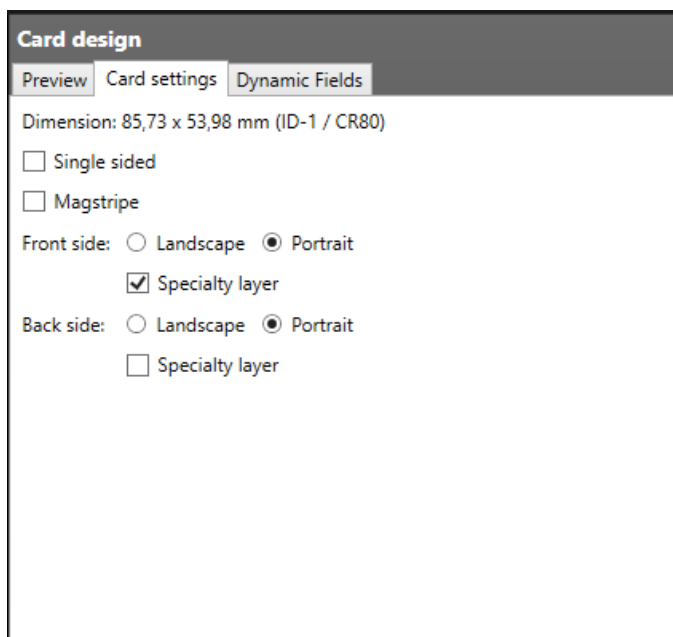 Card design
Preview Card settings Dynamic Fields
Dimension: 85,73 x 53,98 mm (ID-1 / CR80)
Single sided
Magstripe
Front side: Landscape Portrait
Specialty layer
Back side: Landscape Portrait
Specialty layer